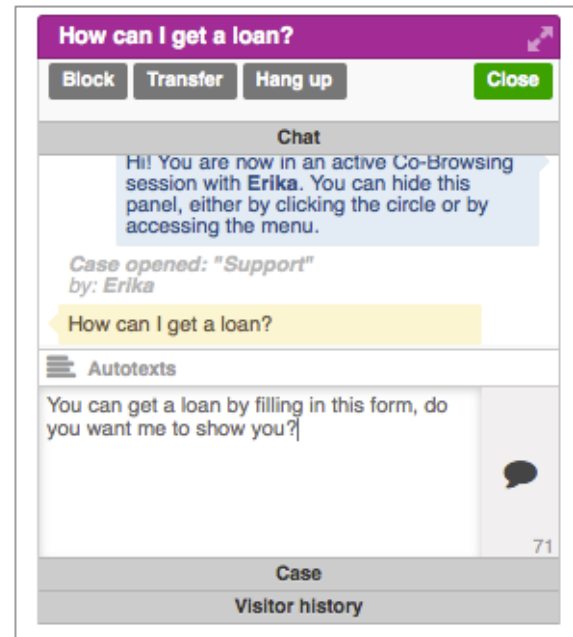 How can I get a loan?
Block Transfer Hang up Close
Chat
Hi! You are now in an active Co-Browsing
session with Erika. You can hide this
panel, either by clicking the circle or by
accessing the menu.
Case opened: "Support"
by: Erika
How can I get a loan?
Autotexts
You can get a loan by filling in this form, do
you want me to show you?
71
Case
Visitor history